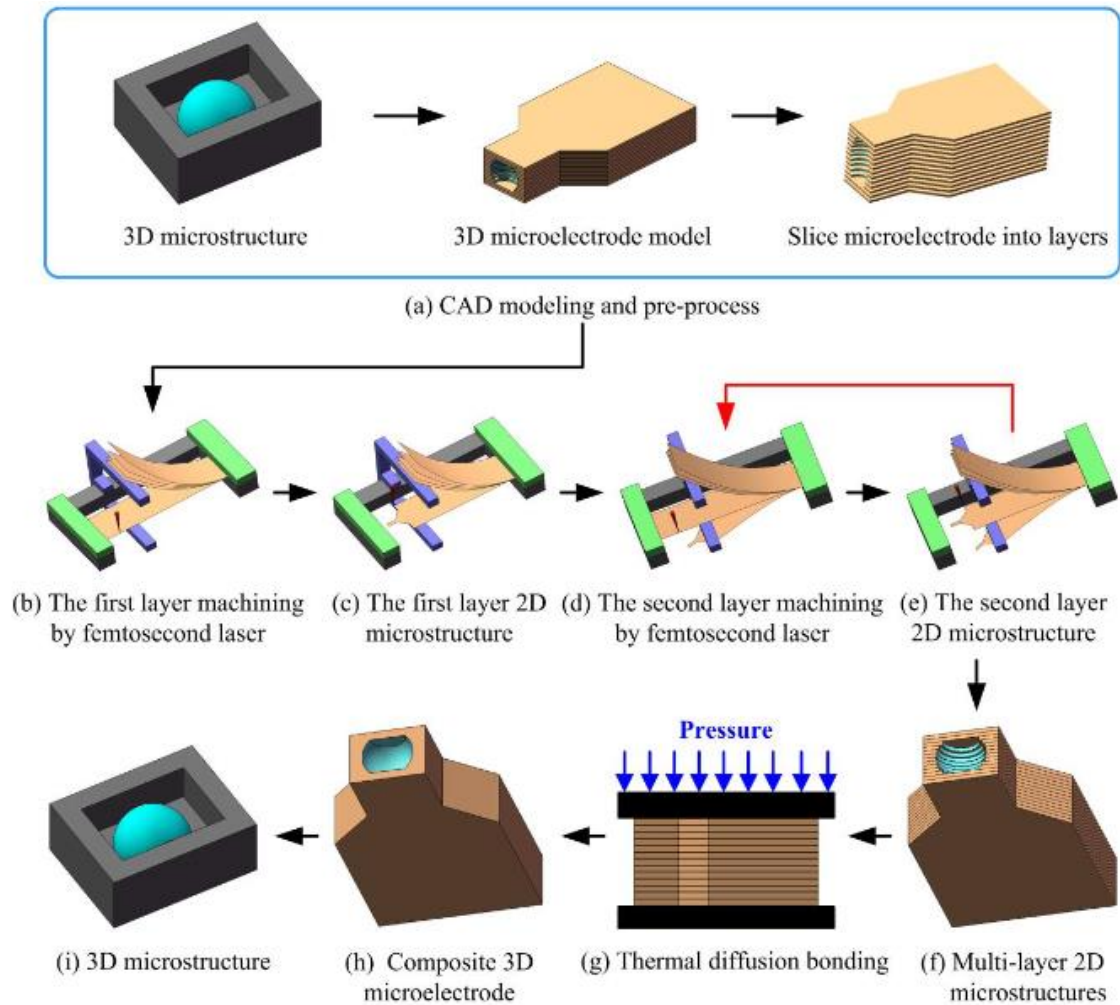 3D microstructure
3D microelectrode model
Slice microelectrode into layers
(a) CAD modeling and pre-process
(b) The first layer machining
by femtosecond laser
(c) The first layer 2D
microstructure
(d) The second layer machining
by femtosecond laser
(e) The second layer
2D microstructure
Pressure
(i) 3D microstructure
(h) Composite 3D
microelectrode
(g) Thermal diffusion bonding
(f) Multi-layer 2D
microstructures